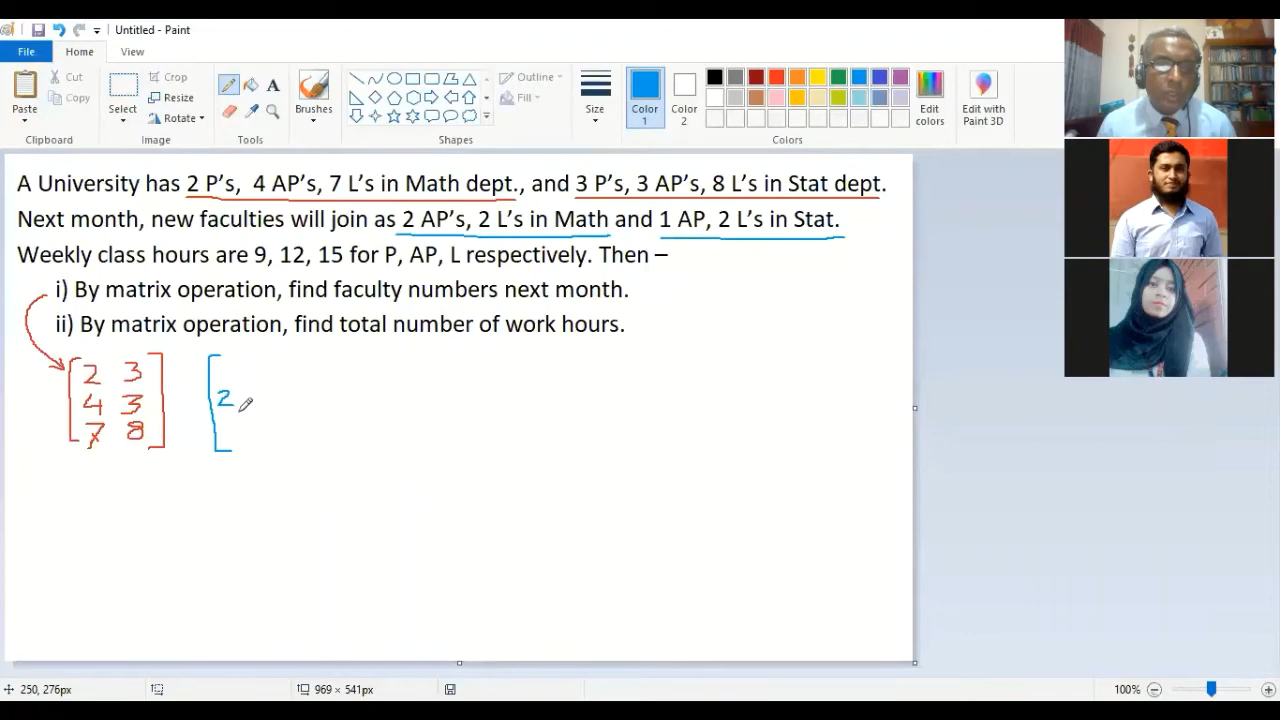 Untitled - Paint
File Home View
Paste
Cut
Copy
Clipboard
Select
Crop
Resize
Rotate
Image
A
Tools
Brushes
Shapes
Outline
Fill
Size
Color 1
Color 2
Edit colors
Colors
Edit with Paint 3D
A University has 2 P's, 4 AP's, 7 L's in Math dept., and 3 P's, 3 AP's, 8 L's in Stat dept.
Next month, new faculties will join as 2 AP's, 2 L's in Math and 1 AP, 2 L's in Stat.
Weekly class hours are 9, 12, 15 for P, AP, L respectively. Then –
i) By matrix operation, find faculty numbers next month.
ii) By matrix operation, find total number of work hours.
2 3
4 3 2
7 8
250, 276px
969 × 541px
100%